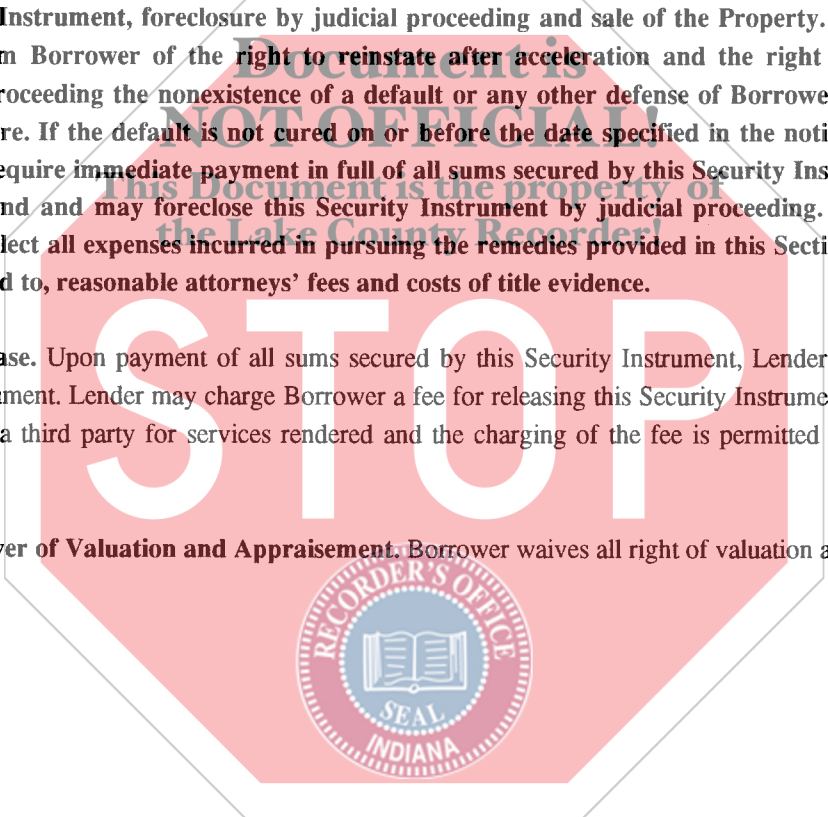 Instrument, foreclosure by judicial proceeding and sale of the Property.
m Borrower of the right to reinstate after acceleration and the right
Document is
roceeding the nonexistence of a default or any other defense of Borrowe
NOT OFFICIAL!
re. If the default is not cured on or before the date specified in the noti
equire immediate payment in full of all sums secured by this Security Ins
This Document is the property of
nd and may foreclose this Security Instrument by judicial proceeding.
the Lake County Recorder!
lect all expenses incurred in pursuing the remedies provided in this Secti
d to, reasonable attorneys' fees and costs of title evidence.
STOP
ase. Upon payment of all sums secured by this Security Instrument, Lender
ment. Lender may charge Borrower a fee for releasing this Security Instrume
a third party for services rendered and the charging of the fee is permitted
ver of Valuation and Appraisement. Borrower waives all right of valuation a
RECORDER'S OFFICE
SEAL
INDIANA